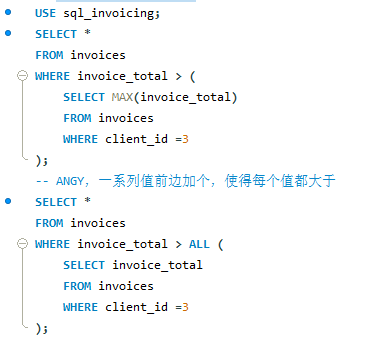 USE sql_invoicing;
SELECT *
FROM invoices
WHERE invoice_total > (
SELECT MAX(invoice_total)
FROM invoices
WHERE client_id =3
);
-- ANGY, 一系列值前边加个，使得每个值都大于
SELECT *
FROM invoices
WHERE invoice_total > ALL (
SELECT invoice_total
FROM invoices
WHERE client_id =3
);